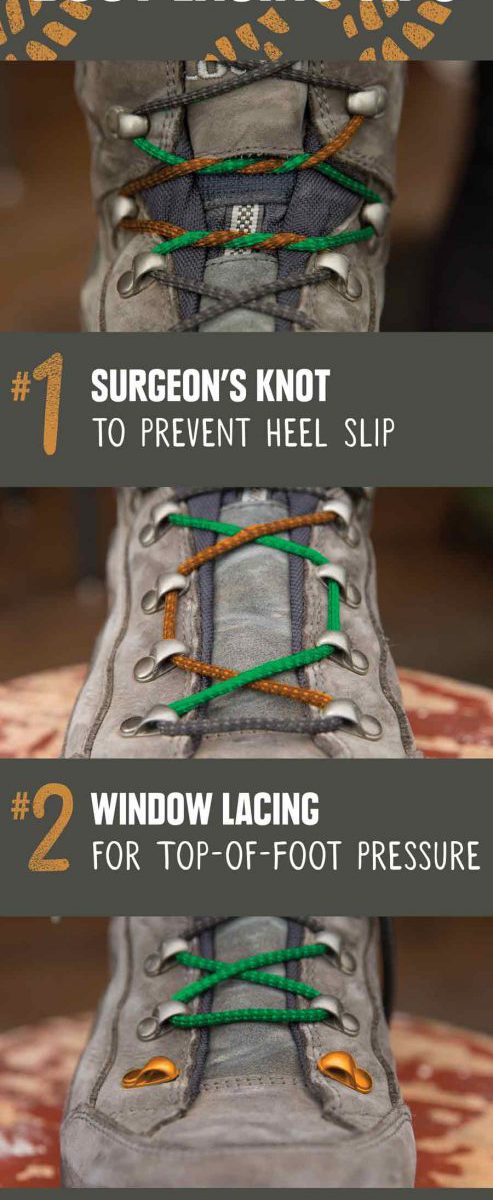 #1
SURGEON'S KNOT
TO PREVENT HEEL SLIP
#2
WINDOW LACING
FOR TOP-OF-FOOT PRESSURE